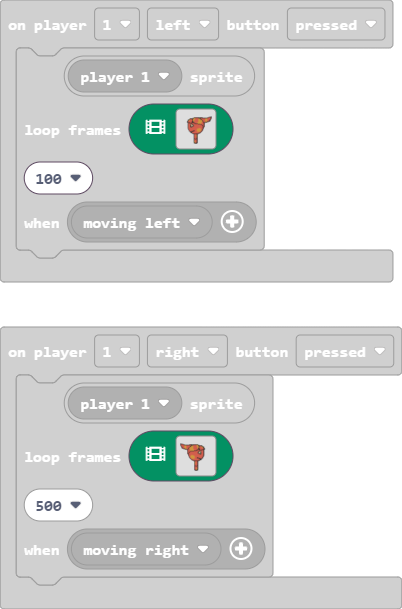 on player 1 left button pressed
player 1 sprite
loop frames
100
when moving left
on player 1 right button pressed
player 1 sprite
loop frames
500
when moving right